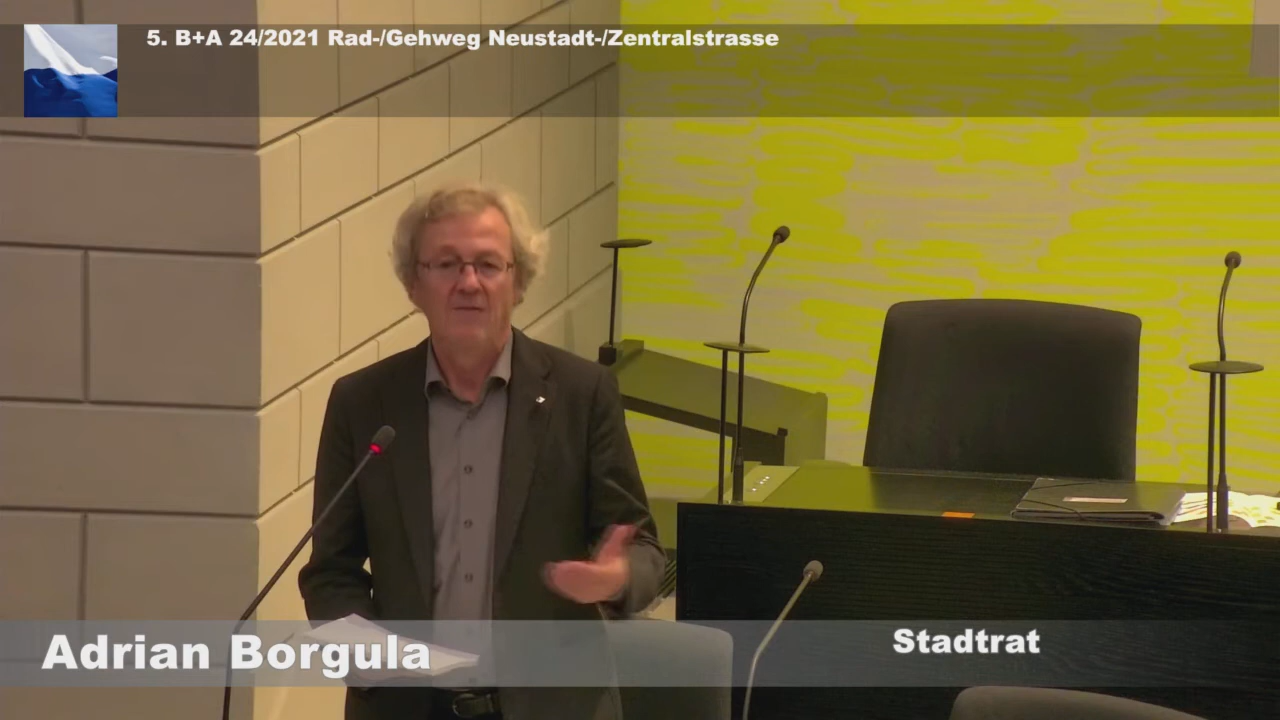 5. B+A 24/2021 Rad-/Gehweg Neustadt-/Zentralstrasse
Adrian Borgula
Stadtrat